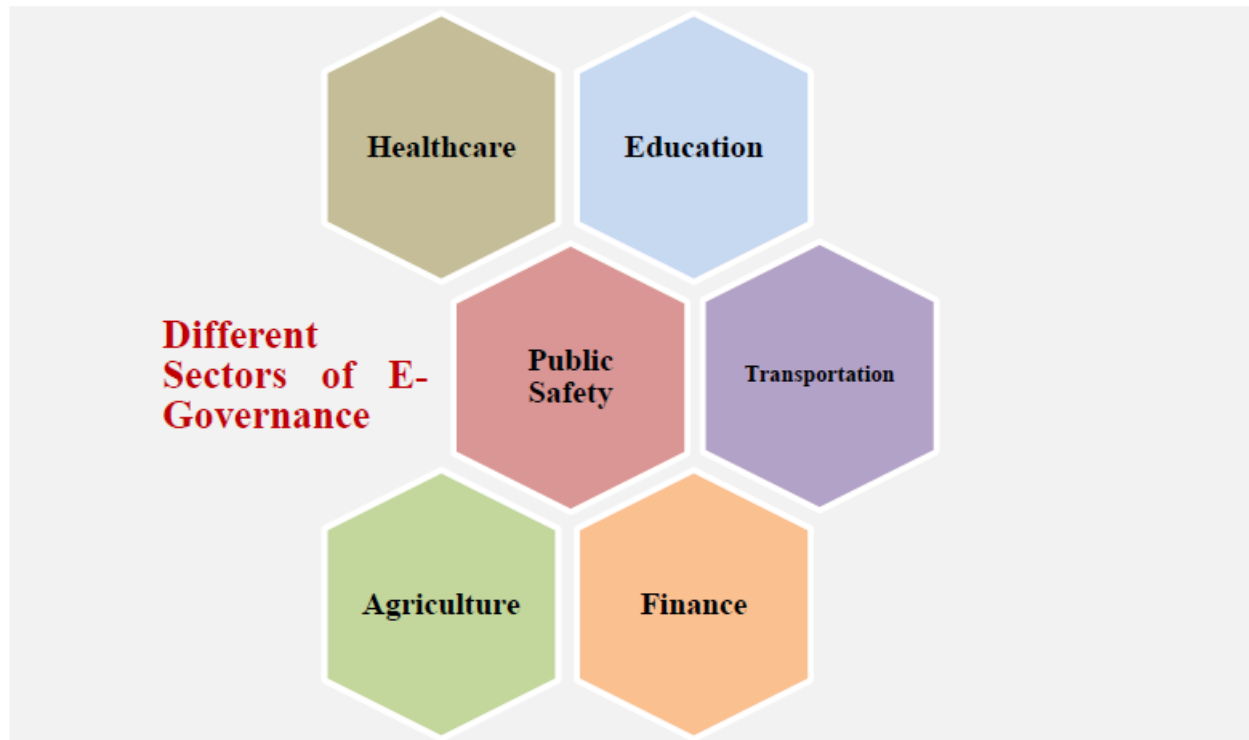 Healthcare
Education
Different
Sectors of E-
Governance
Public
Safety
Transportation
Agriculture
Finance